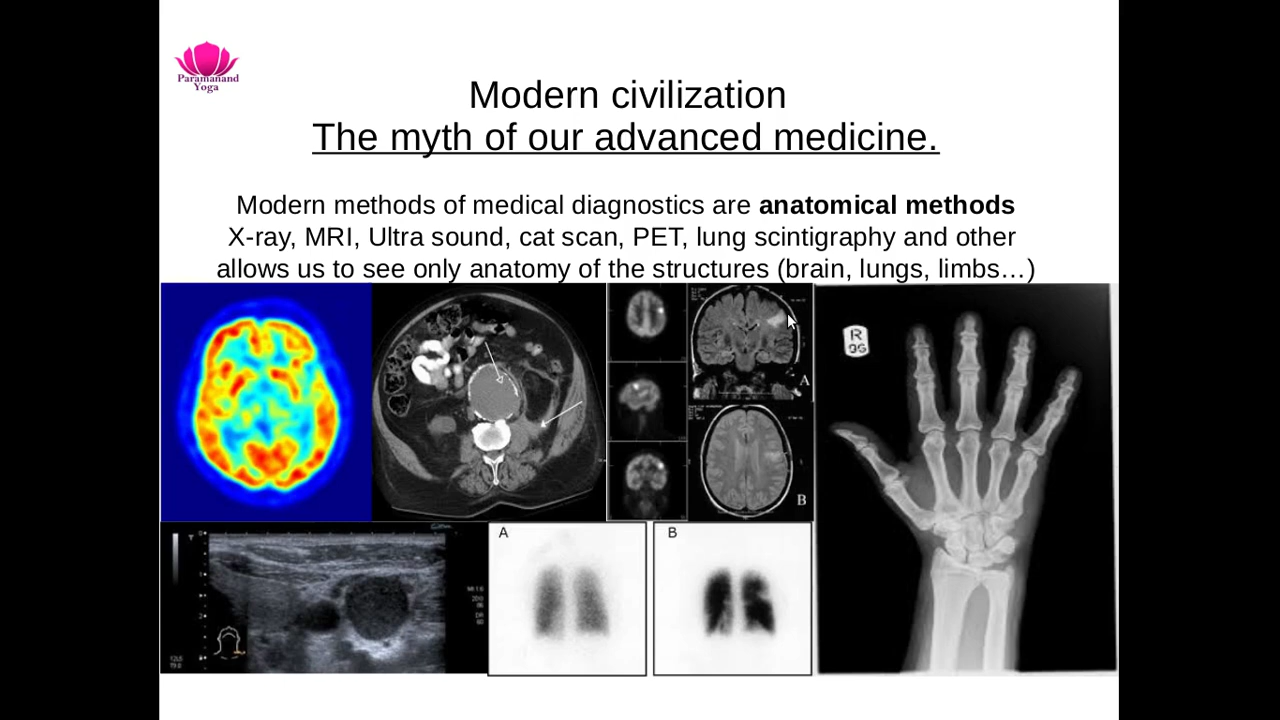 Paramanand
Yoga
Modern civilization
The myth of our advanced medicine.
Modern methods of medical diagnostics are anatomical methods
X-ray, MRI, Ultra sound, cat scan, PET, lung scintigraphy and other
allows us to see only anatomy of the structures (brain, lungs, limbs…)
A
B
R
A
B